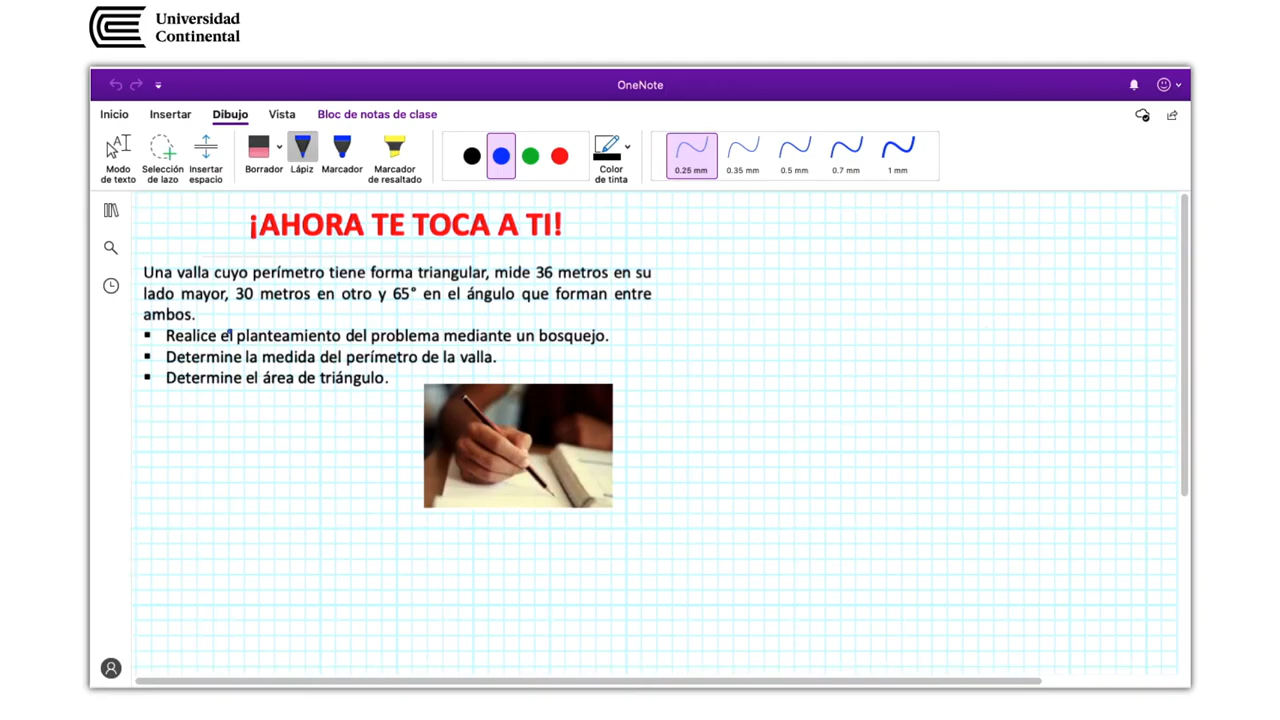 Universidad
Continental
OneNote
Inicio Insertar Dibujo Vista Bloc de notas de clase
Modo de texto Selección de lazo Insertar espacio Borrador Lápiz Marcador Marcador de resaltado Color de tinta 0.25 mm 0.35 mm 0.5 mm 0.7 mm 1 mm
¡AHORA TE TOCA A TI!
Una valla cuyo perímetro tiene forma triangular, mide 36 metros en su
lado mayor, 30 metros en otro y 65° en el ángulo que forman entre
ambos.
▪ Realice el planteamiento del problema mediante un bosquejo.
▪ Determine la medida del perímetro de la valla.
▪ Determine el área de triángulo.